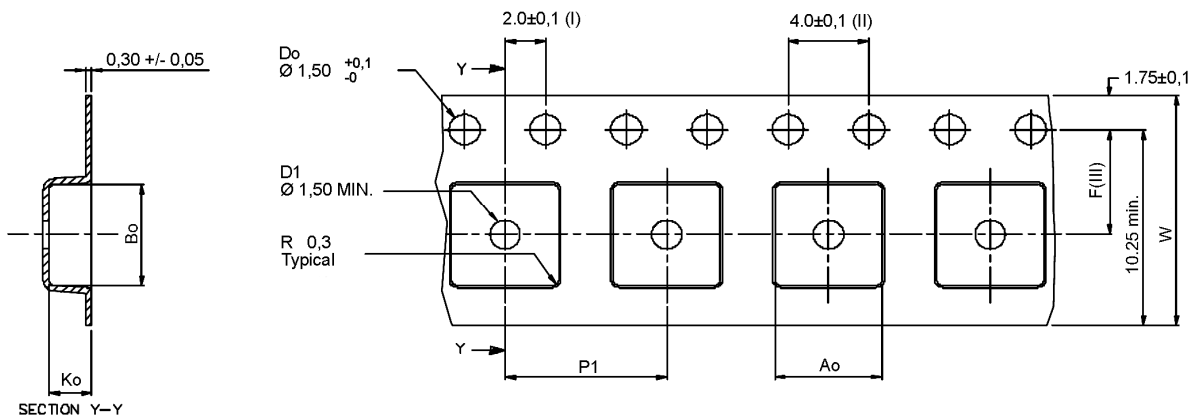 2.0±0,1 (I)
4.0±0,1 (II)
0,30 +/- 0,05
Do
Ø 1,50 +0,1 -0
Y
1.75±0,1
D1
Ø 1,50 MIN.
R 0,3
Typical
Bo
F(III)
10.25 min.
W
Y
P1
Ao
Ko
SECTION Y-Y